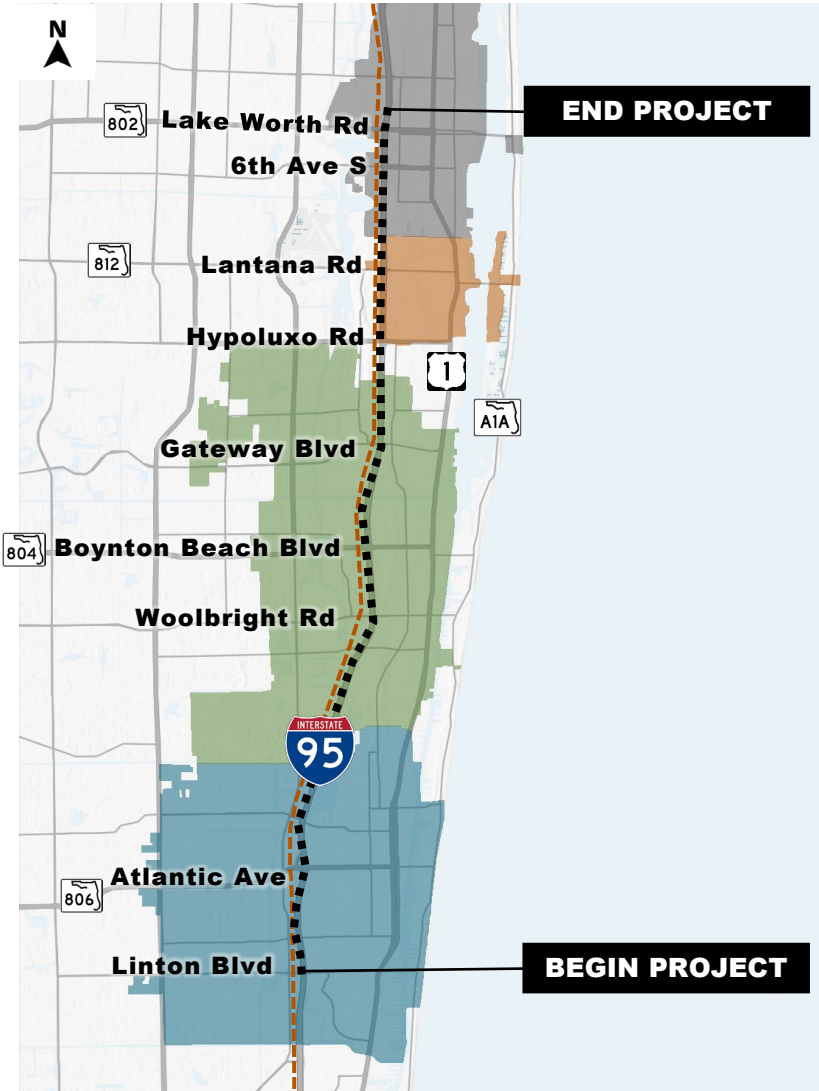 N
END PROJECT
802
Lake Worth Rd
6th Ave S
812
Lantana Rd
Hypoluxo Rd
1
A1A
Gateway Blvd
804
Boynton Beach Blvd
Woolbright Rd
INTERSTATE
95
Atlantic Ave
806
Linton Blvd
BEGIN PROJECT